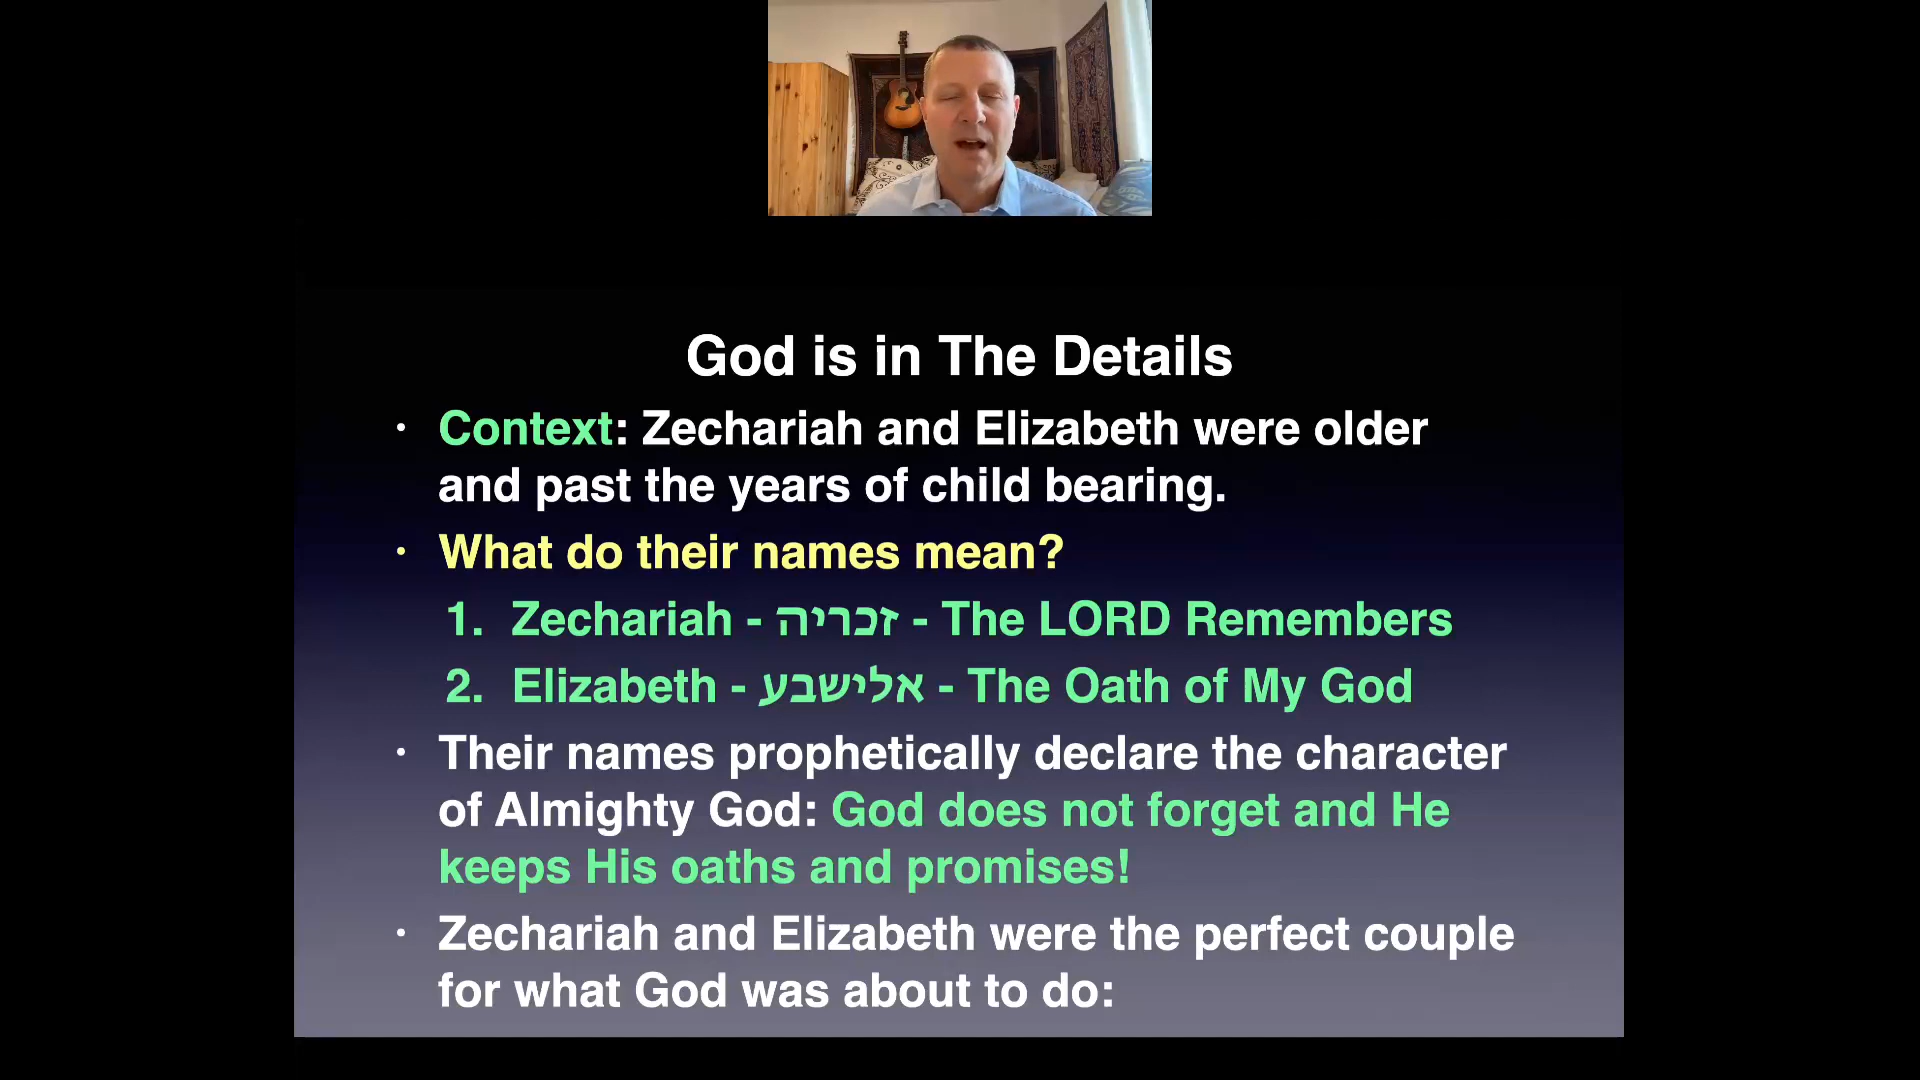 God is in The Details
• Context: Zechariah and Elizabeth were older
and past the years of child bearing.
• What do their names mean?
1. Zechariah - זכריה - The LORD Remembers
2. Elizabeth - אלישבע - The Oath of My God
• Their names prophetically declare the character
of Almighty God: God does not forget and He
keeps His oaths and promises!
• Zechariah and Elizabeth were the perfect couple
for what God was about to do: